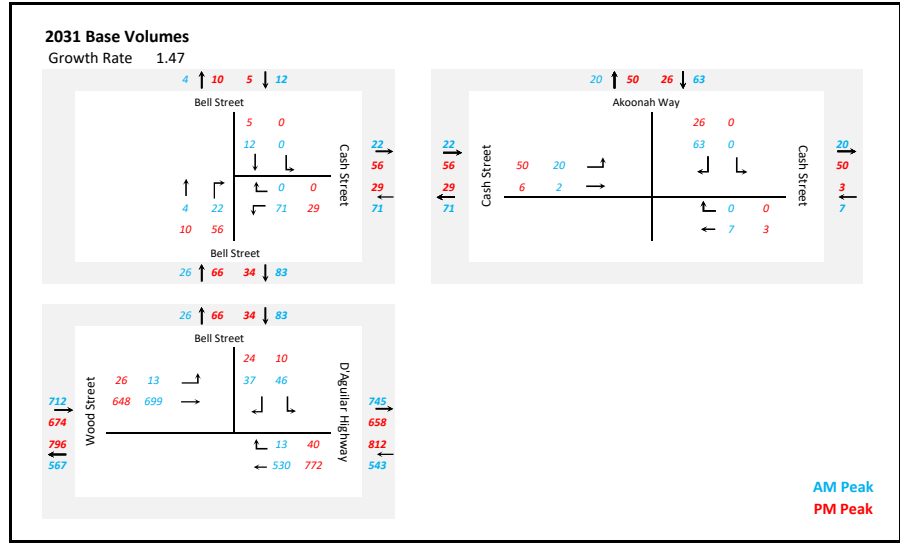 2031 Base Volumes
Growth Rate 1.47
4 10 5 12
Bell Street
5 0
12 0
0 0
4 22 71 29
10 56
Bell Street
26 66 34 83
Cash Street
22
56
29
71
20 50 26 63
Akoonah Way
26 0
63 0
50 20
6 2
0 0
7 3
22
56
29
71
Cash Street
Cash Street
20
50
3
7
26 66 34 83
Bell Street
24 10
26 13 37 46
648 699
13 40
530 772
712
674
796
567
Wood Street
D'Aguilar Highway
745
658
812
543
AM Peak
PM Peak